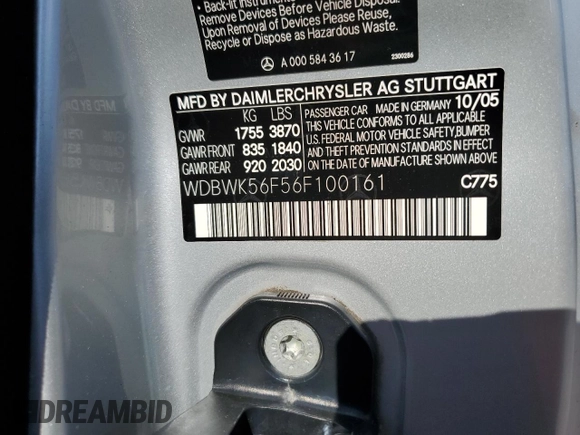 • Back-lit Instruments
Remove Devices Before Vehicle Disposal
Upon Removal of Devices Please Reuse,
Recycle or Dispose as Hazardous Waste.
A 000 584 36 17
2300286
MFD BY DAIMLERCHRYSLER AG STUTTGART
KG LBS
GVWR 1755 3870
GAWR FRONT 835 1840
GAWR REAR 920 2030
PASSENGER CAR MADE IN GERMANY 10/05
THIS VEHICLE CONFORMS TO ALL APPLICABLE
U.S. FEDERAL MOTOR VEHICLE SAFETY, BUMPER
AND THEFT PREVENTION STANDARDS IN EFFECT
ON THE DATE OF MANUFACTURE SHOWN ABOVE.
WDBWK56F56F100161 C775
IDREAMBID